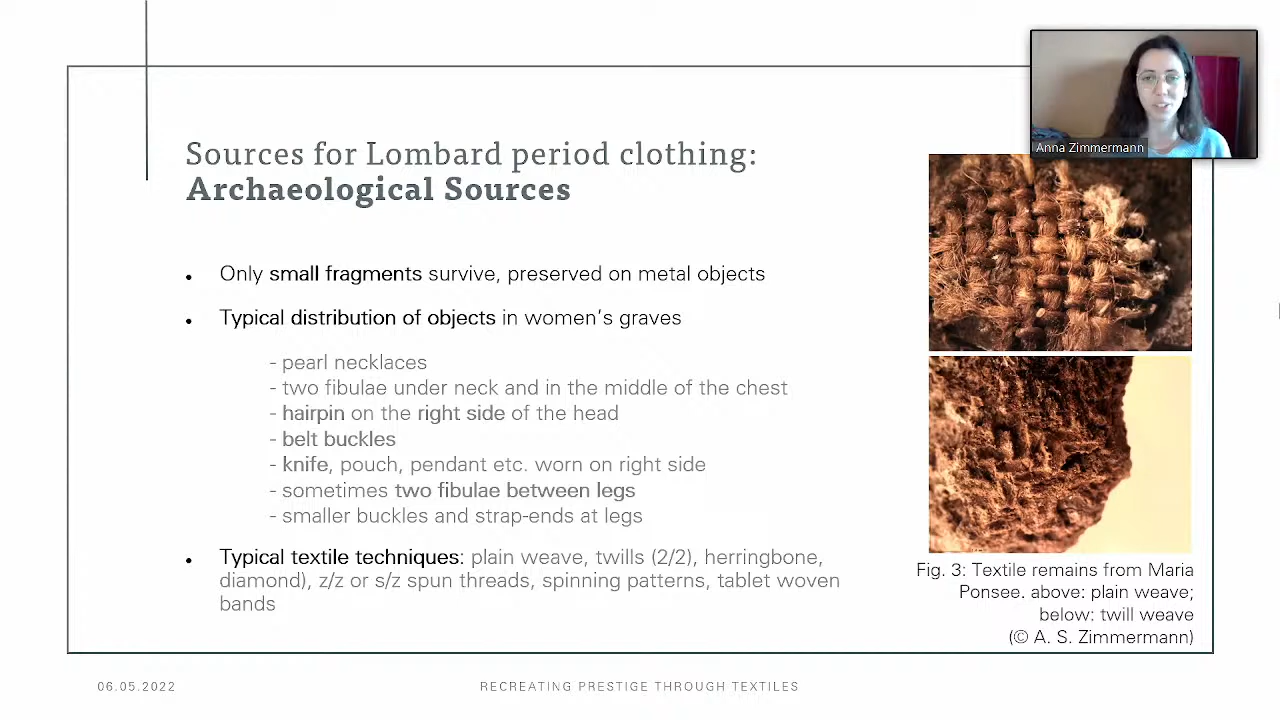 Anna Zimmermann
Sources for Lombard period clothing:
Archaeological Sources
• Only small fragments survive, preserved on metal objects
• Typical distribution of objects in women's graves
- pearl necklaces
- two fibulae under neck and in the middle of the chest
- hairpin on the right side of the head
- belt buckles
- knife, pouch, pendant etc. worn on right side
- sometimes two fibulae between legs
- smaller buckles and strap-ends at legs
• Typical textile techniques: plain weave, twills (2/2), herringbone,
diamond), z/z or s/z spun threads, spinning patterns, tablet woven
bands
Fig. 3: Textile remains from Maria
Ponsee. above: plain weave;
below: twill weave
(© A. S. Zimmermann)
06.05.2022
RECREATING PRESTIGE THROUGH TEXTILES